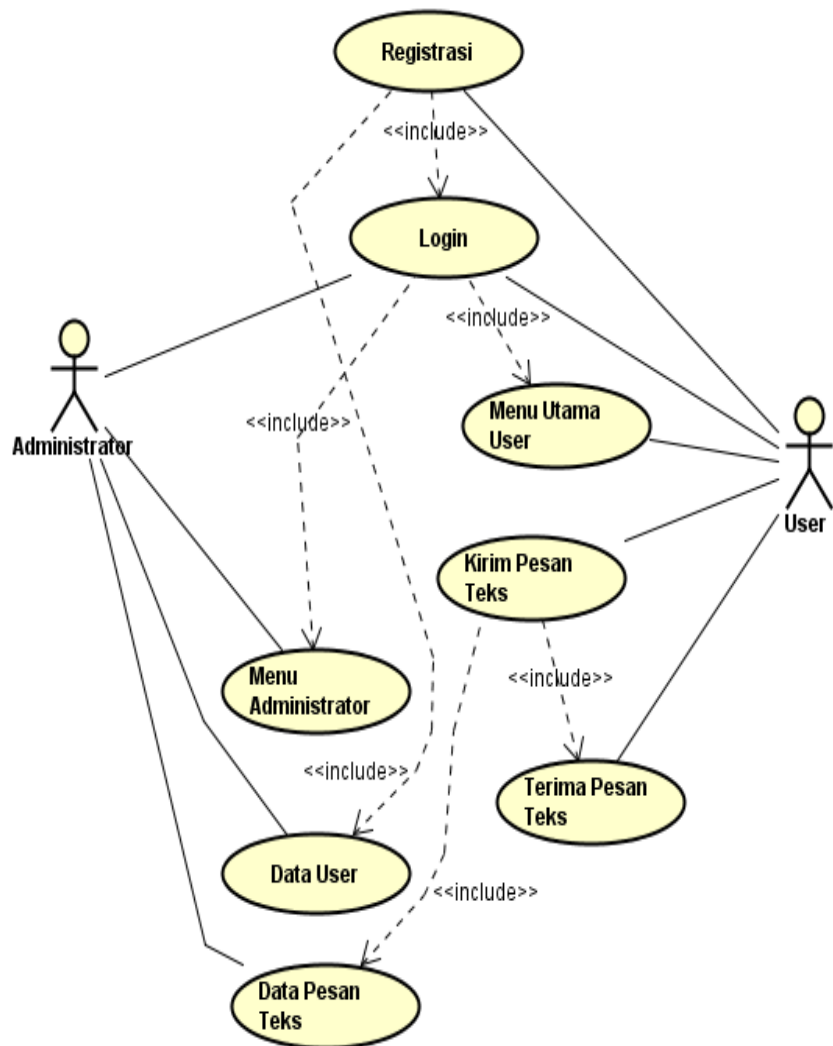 Registrasi
<<include>>
Login
<<include>>
Menu Utama
User
Administrator
<<include>>
User
Kirim Pesan
Teks
Menu
Administrator
<<include>>
<<include>>
Terima Pesan
Teks
Data User
<<include>>
Data Pesan
Teks